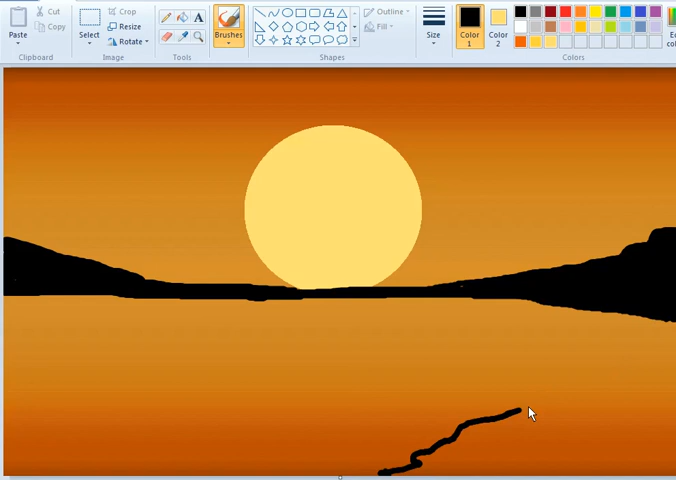 Paste
Cut
Copy
Clipboard
Select
Crop
Resize
Rotate
Image
A
Tools
Brushes
Outline
Fill
Shapes
Size
Color
1
Color
2
Colors